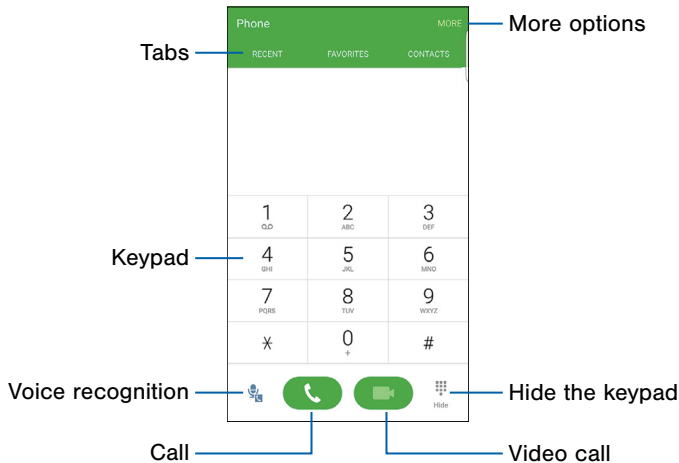 Phone MORE
More options
Tabs
RECENT FAVORITES CONTACTS
1 2 3
ABC DEF
Keypad
4 5 6
GHI JKL MNO
7 8 9
PQRS TUV WXYZ
* 0 #
+
Voice recognition
Hide
Hide the keypad
Call
Video call